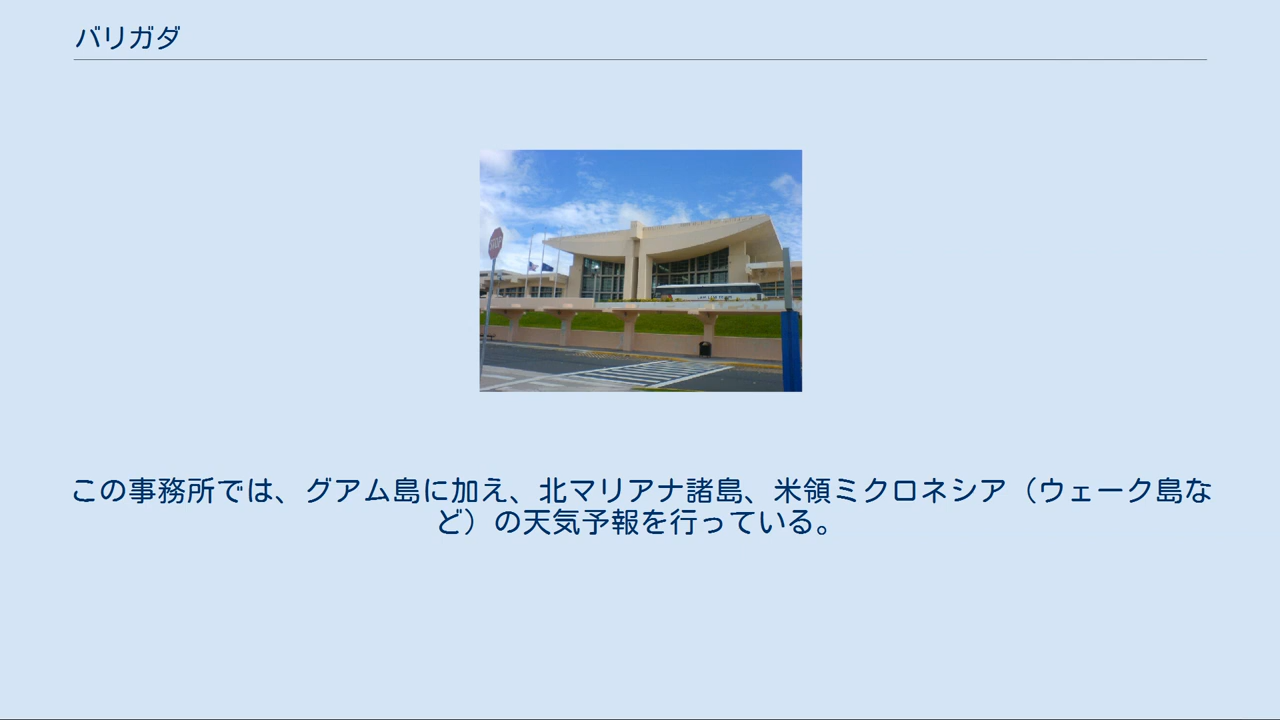 バリガダ
STOP
この事務所では、グアム島に加え、北マリアナ諸島、米領ミクロネシア（ウェーク島な
ど）の天気予報を行っている。